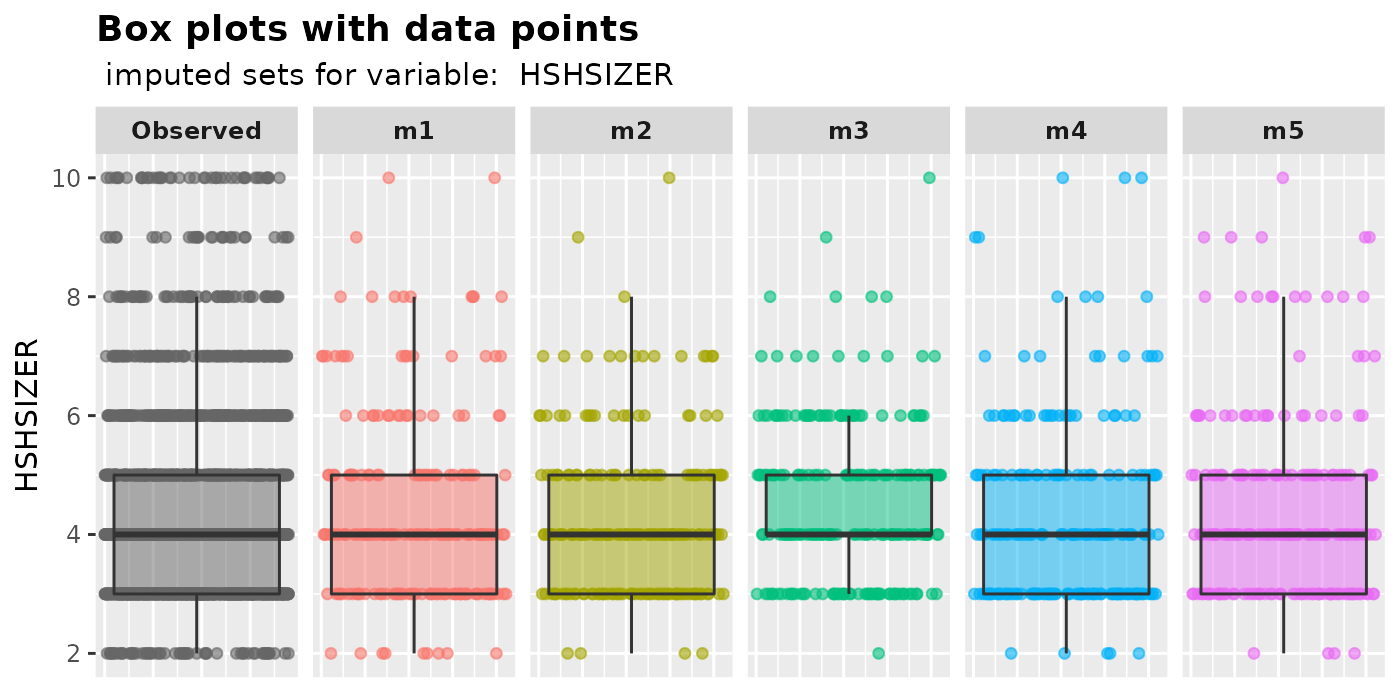 Box plots with data points
imputed sets for variable:  HSHSIZER
Observed m1 m2 m3 m4 m5
10
8
6
4
2
HSHSIZER